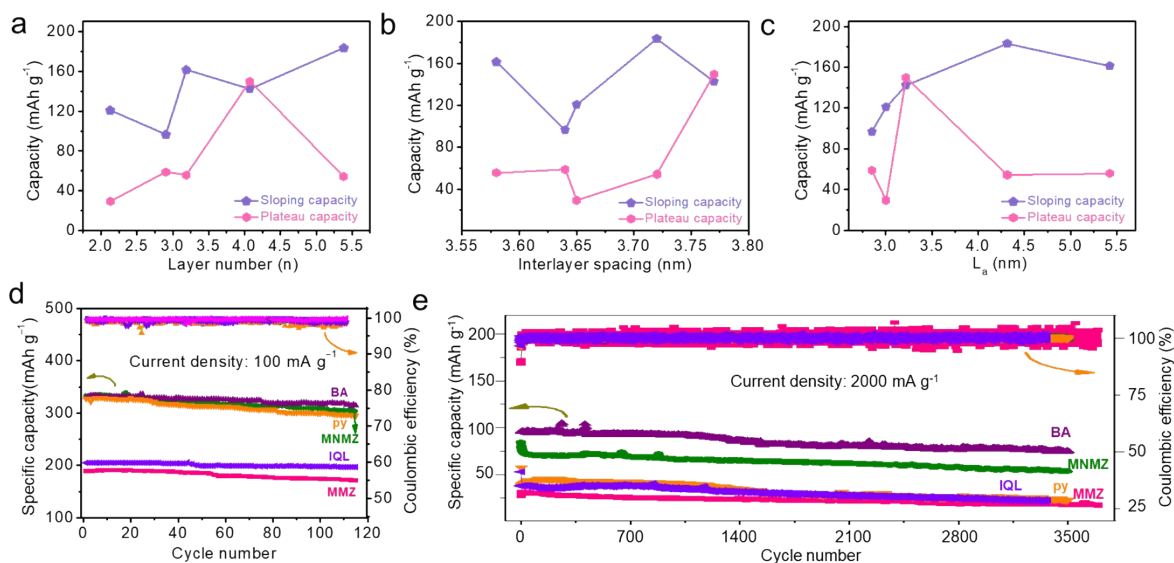 a
Capacity (mAh g⁻¹)
200
160
120
80
40
0
Sloping capacity
Plateau capacity
2.0 2.5 3.0 3.5 4.0 4.5 5.0 5.5
Layer number (n)
b
Capacity (mAh g⁻¹)
200
160
120
80
40
0
Sloping capacity
Plateau capacity
3.55 3.60 3.65 3.70 3.75 3.80
Interlayer spacing (nm)
c
Capacity (mAh g⁻¹)
200
160
120
80
40
0
Sloping capacity
Plateau capacity
3.0 3.5 4.0 4.5 5.0 5.5
Lₐ (nm)
d
Specific capacity(mAh g⁻¹)
500
450
400
350
300
250
200
150
100
Current density: 100 mA g⁻¹
BA
py
MNMZ
IQL
MMZ
100
90
80
70
60
50
Coulombic efficiency (%)
0 20 40 60 80 100 120
Cycle number
e
Specific capacity (mAh g⁻¹)
200
150
100
50
Current density: 2000 mA g⁻¹
BA
MNMZ
IQL
py
MMZ
100
75
50
25
Coulombic efficiency (%)
0 700 1400 2100 2800 3500
Cycle number